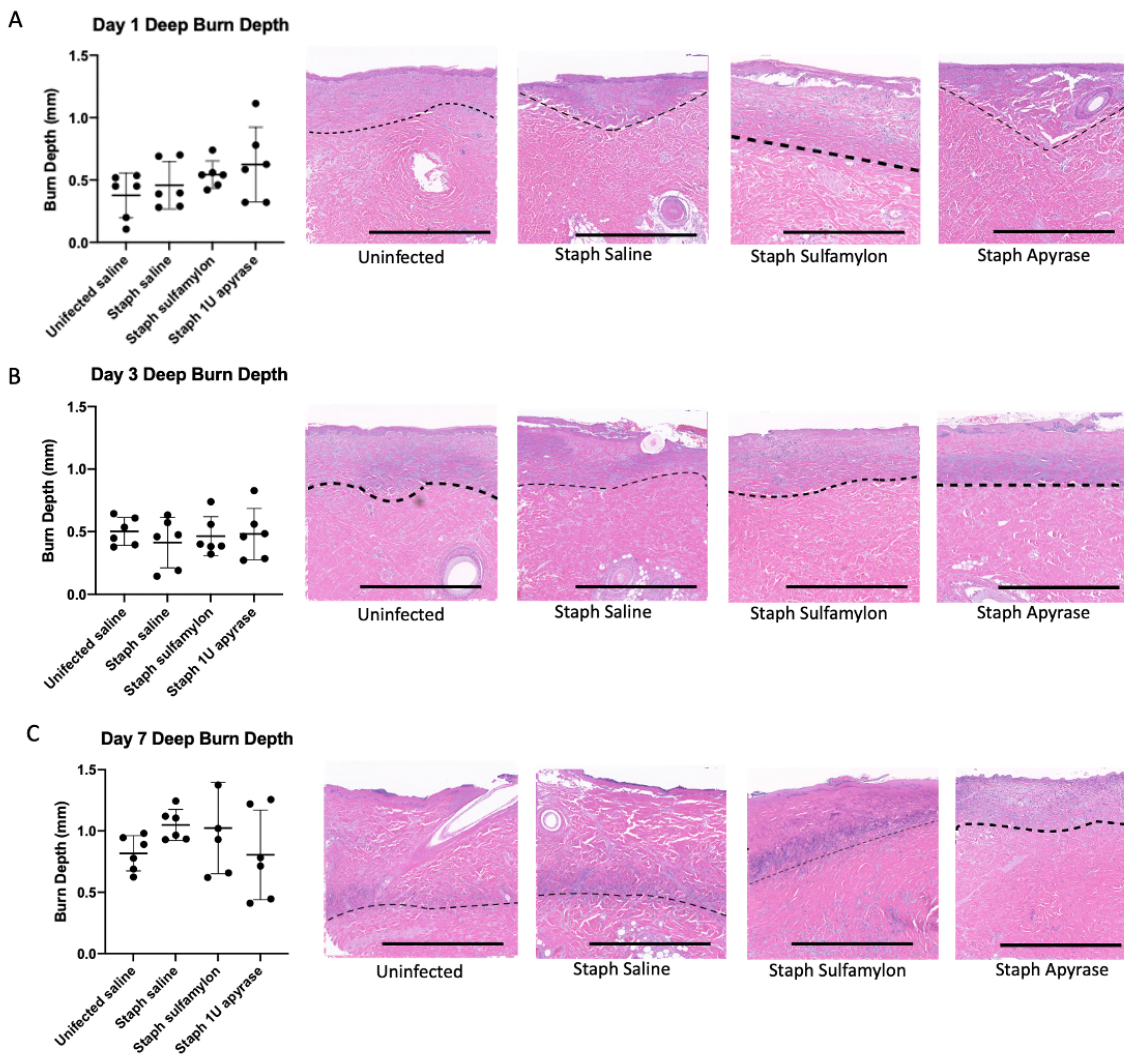 A
Day 1 Deep Burn Depth
Burn Depth (mm)
1.5
1.0
0.5
0.0
Unifected saline
Staph saline
Staph sulfamylon
Staph 1U apyrase
Uninfected
Staph Saline
Staph Sulfamylon
Staph Apyrase
B
Day 3 Deep Burn Depth
Burn Depth (mm)
1.5
1.0
0.5
0.0
Unifected saline
Staph saline
Staph sulfamylon
Staph 1U apyrase
Uninfected
Staph Saline
Staph Sulfamylon
Staph Apyrase
C
Day 7 Deep Burn Depth
Burn Depth (mm)
1.5
1.0
0.5
0.0
Unifected saline
Staph saline
Staph sulfamylon
Staph 1U apyrase
Uninfected
Staph Saline
Staph Sulfamylon
Staph Apyrase